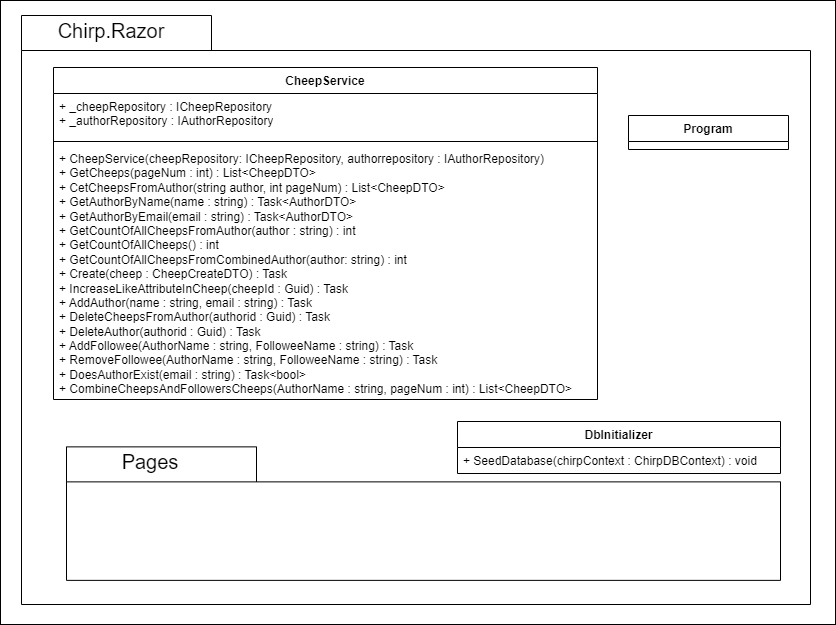 Chirp.Razor
CheepService
+ _cheepRepository : ICheepRepository
+ _authorRepository : IAuthorRepository
Program
+ CheepService(cheepRepository: ICheepRepository, authorrepository : IAuthorRepository)
+ GetCheeps(pageNum : int) : List<CheepDTO>
+ CetCheepsFromAuthor(string author, int pageNum) : List<CheepDTO>
+ GetAuthorByName(name : string) : Task<AuthorDTO>
+ GetAuthorByEmail(email : string) : Task<AuthorDTO>
+ GetCountOfAllCheepsFromAuthor(author : string) : int
+ GetCountOfAllCheeps() : int
+ GetCountOfAllCheepsFromCombinedAuthor(author: string) : int
+ Create(cheep : CheepCreateDTO) : Task
+ IncreaseLikeAttributeInCheep(cheepId : Guid) : Task
+ AddAuthor(name : string, email : string) : Task
+ DeleteCheepsFromAuthor(authorid : Guid) : Task
+ DeleteAuthor(authorid : Guid) : Task
+ AddFollowee(AuthorName : string, FolloweeName : string) : Task
+ RemoveFollowee(AuthorName : string, FolloweeName : string) : Task
+ DoesAuthorExist(email : string) : Task<bool>
+ CombineCheepsAndFollowersCheeps(AuthorName : string, pageNum : int) : List<CheepDTO>
DbInitializer
+ SeedDatabase(chirpContext : ChirpDBContext) : void
Pages